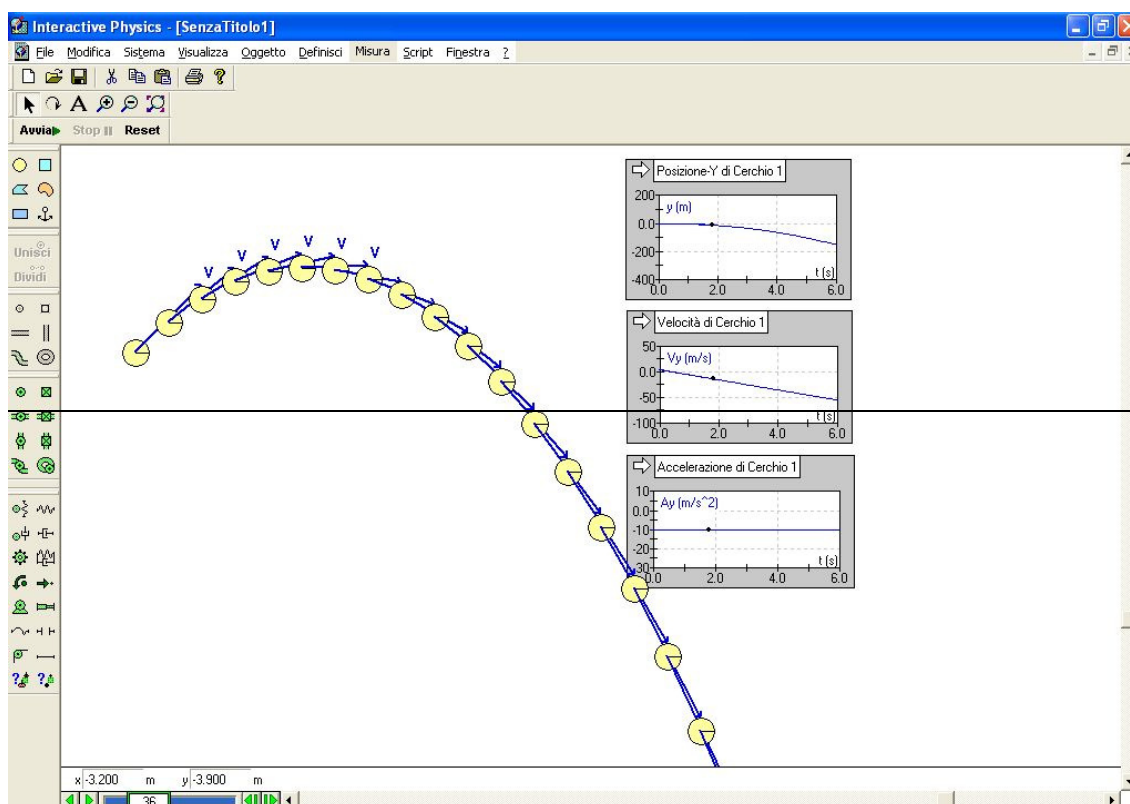 Interactive Physics - [SenzaTitolo1]
File Modifica Sistema Visualizza Oggetto Definisci Misura Script Finestra ?
Avvia Stop Reset
Unisci
Dividi
V V V V V V
Posizione-Y di Cerchio 1
y (m)
200
0.0
-200
-400
t (s)
0.0 2.0 4.0 6.0
Velocità di Cerchio 1
Vy (m/s)
50
0.0
-50
-100
t (s)
0.0 2.0 4.0 6.0
Accelerazione di Cerchio 1
Ay (m/s^2)
10
0.0
-10
-20
-30
t (s)
0.0 2.0 4.0 6.0
x -3.200 m y -3.900 m
36